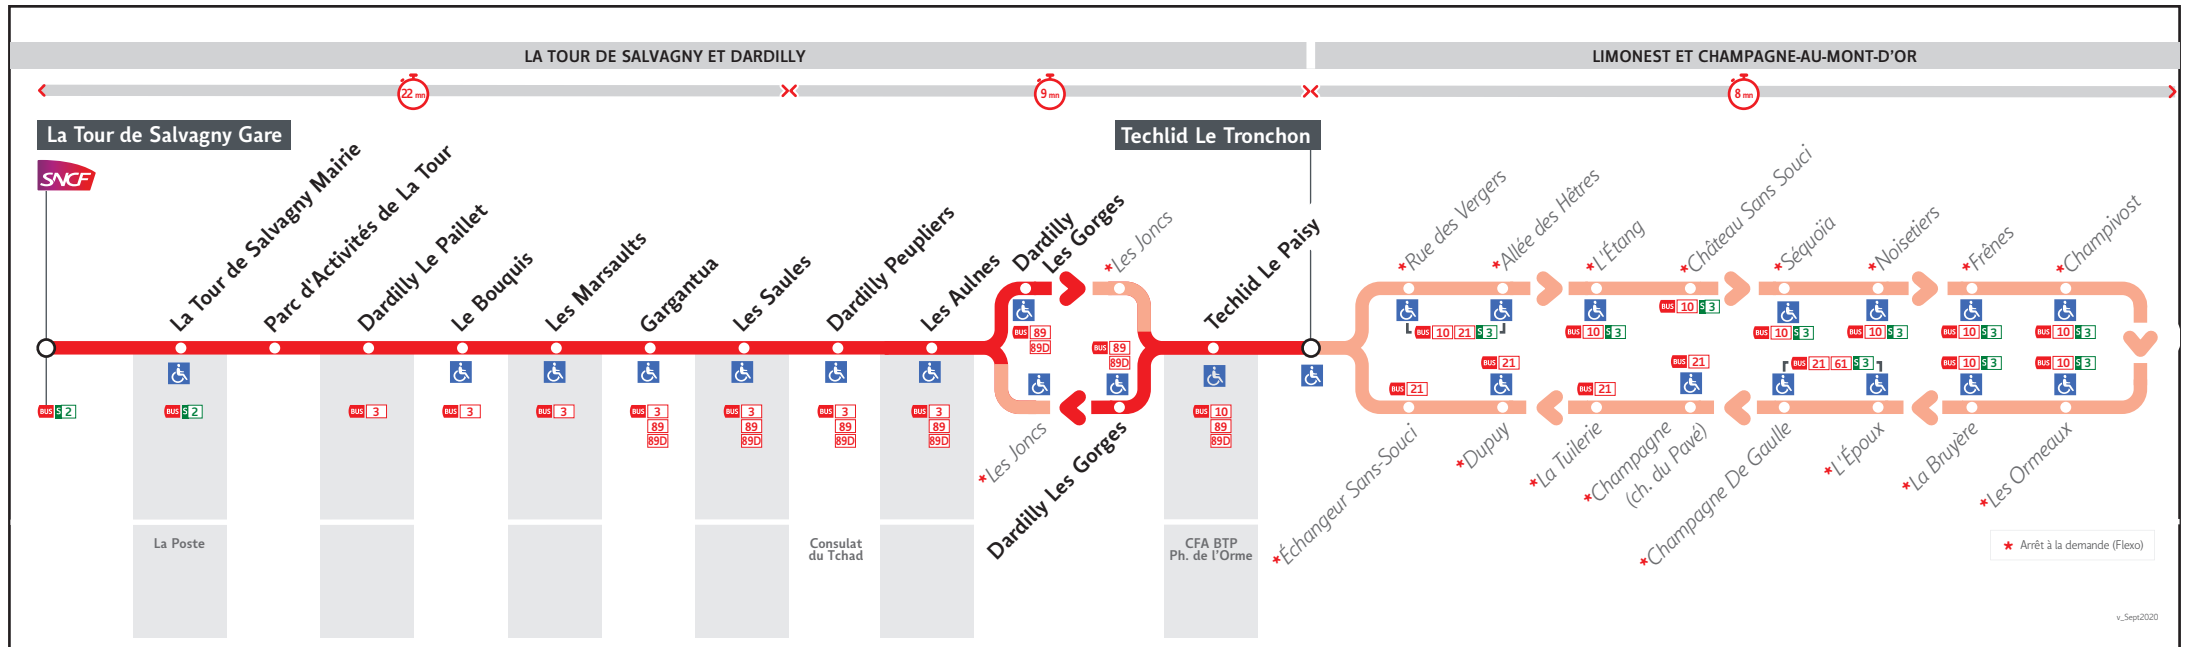 LA TOUR DE SALVAGNY ET DARDILLY
LIMONEST ET CHAMPAGNE-AU-MONT-D'OR
22 mn
9 mn
8 mn
La Tour de Salvagny Gare
Techlid Le Tronchon
SNCF
La Tour de Salvagny Mairie
Parc d'Activités de La Tour
Dardilly Le Paillet
Le Bouquis
Les Marsaults
Gargantua
Les Saules
Dardilly Peupliers
Les Aulnes
Dardilly
Les Gorges
*Les Joncs
Techlid Le Paisy
*Rue des Vergers
*Allée des Hêtres
*L'Étang
*Château Sans Souci
*Séquoïa
*Noisetiers
*Frênes
*Champivost
BUS 10 21 S 3
BUS 10 S 3
BUS 10 S 3
BUS 10 S 3
BUS 10 S 3
BUS 10 S 3
BUS 10 S 3
BUS 89
89D
BUS 89
89D
BUS 21
BUS 21
BUS 21
BUS 21
BUS 21 61 S 3
BUS 10 S 3
BUS 10 S 3
BUS S 2
BUS S 2
BUS 3
BUS 3
BUS 3
BUS 3
89
89D
BUS 3
89
89D
BUS 3
89
89D
BUS 3
89
89D
BUS 10
89
89D
*Les Joncs
Dardilly Les Gorges
*Échangeur Sans-Souci
*Dupuy
*La Tuilerie
*Champagne
(ch. du Pavé)
*Champagne De Gaulle
*L'Époux
*La Bruyère
*Les Ormeaux
La Poste
Consulat
du Tchad
CFA BTP
Ph. de l'Orme
* Arrêt à la demande (Flexo)
v_Sept2020